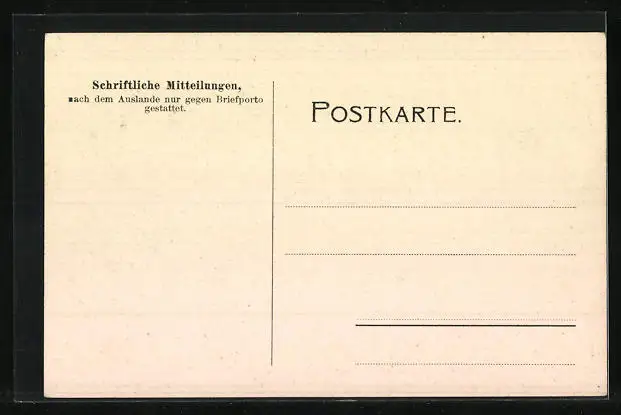 Schriftliche Mitteilungen,
nach dem Auslande nur gegen Briefporto
gestattet.
POSTKARTE.